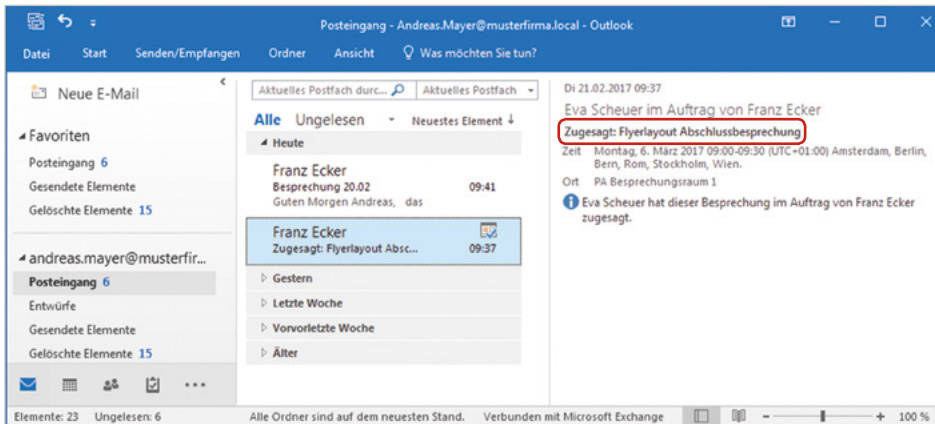 Posteingang - Andreas.Mayer@musterfirma.local - Outlook
Datei Start Senden/Empfangen Ordner Ansicht Was möchten Sie tun?
Neue E-Mail
Favoriten
Posteingang 6
Gesendete Elemente
Gelöschte Elemente 15
andreas.mayer@musterfir...
Posteingang 6
Entwürfe
Gesendete Elemente
Gelöschte Elemente 15
Aktuelles Postfach durc... Aktuelles Postfach
Alle Ungelesen Neuestes Element
Heute
Franz Ecker
Besprechung 20.02 09:41
Guten Morgen Andreas, das
Franz Ecker
Zugesagt: Flyerlayout Absc... 09:37
Gestern
Letzte Woche
Vorvorletzte Woche
Älter
Di 21.02.2017 09:37
Eva Scheuer im Auftrag von Franz Ecker
Zugesagt: Flyerlayout Abschlussbesprechung
Zeit Montag, 6. März 2017 09:00-09:30 (UTC+01:00) Amsterdam, Berlin,
Bern, Rom, Stockholm, Wien.
Ort PA Besprechungsraum 1
Eva Scheuer hat dieser Besprechung im Auftrag von Franz Ecker
zugesagt.
Elemente: 23 Ungelesen: 6 Alle Ordner sind auf dem neuesten Stand. Verbunden mit Microsoft Exchange 100 %